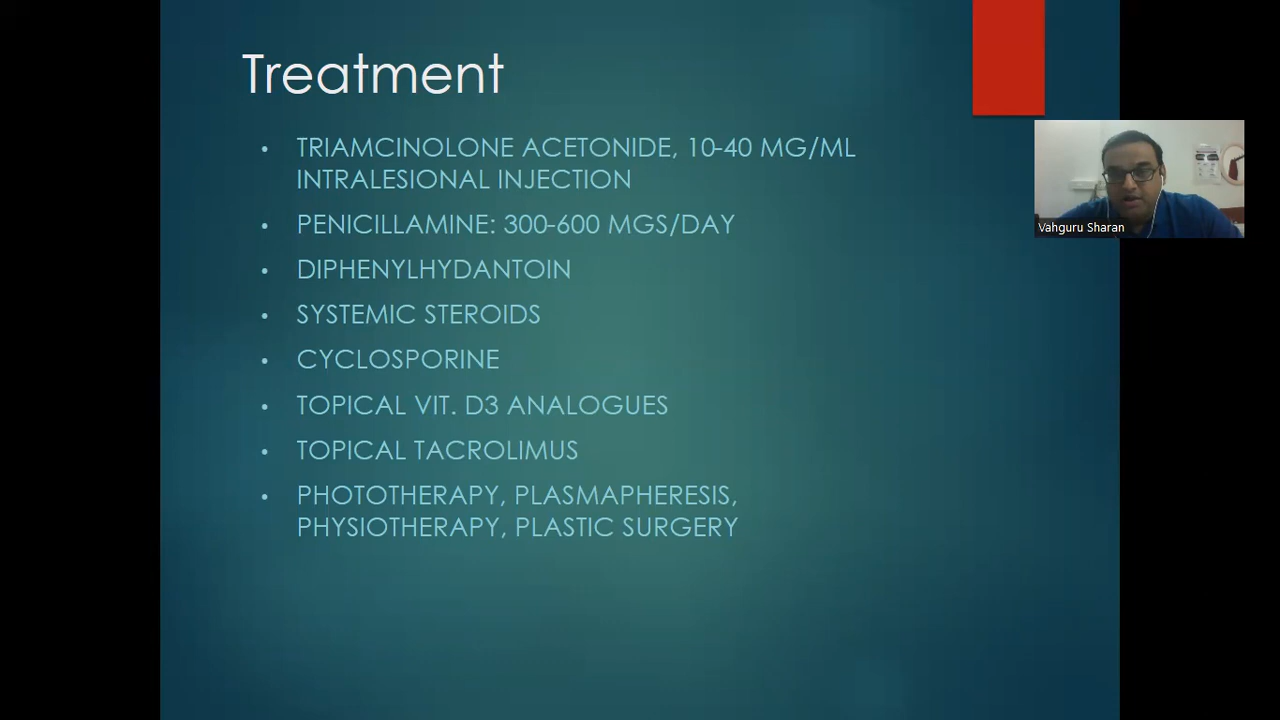 Treatment
• TRIAMCINOLONE ACETONIDE, 10-40 MG/ML
INTRALESIONAL INJECTION
• PENICILLAMINE: 300-600 MGS/DAY
• DIPHENYLHYDANTOIN
• SYSTEMIC STEROIDS
• CYCLOSPORINE
• TOPICAL VIT. D3 ANALOGUES
• TOPICAL TACROLIMUS
• PHOTOTHERAPY, PLASMAPHERESIS,
PHYSIOTHERAPY, PLASTIC SURGERY
Vahguru Sharan